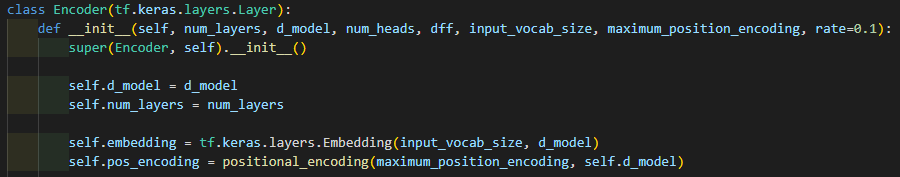 class Encoder(tf.keras.layers.Layer):
    def __init__(self, num_layers, d_model, num_heads, dff, input_vocab_size, maximum_position_encoding, rate=0.1):
        super(Encoder, self).__init__()

        self.d_model = d_model
        self.num_layers = num_layers

        self.embedding = tf.keras.layers.Embedding(input_vocab_size, d_model)
        self.pos_encoding = positional_encoding(maximum_position_encoding, self.d_model)